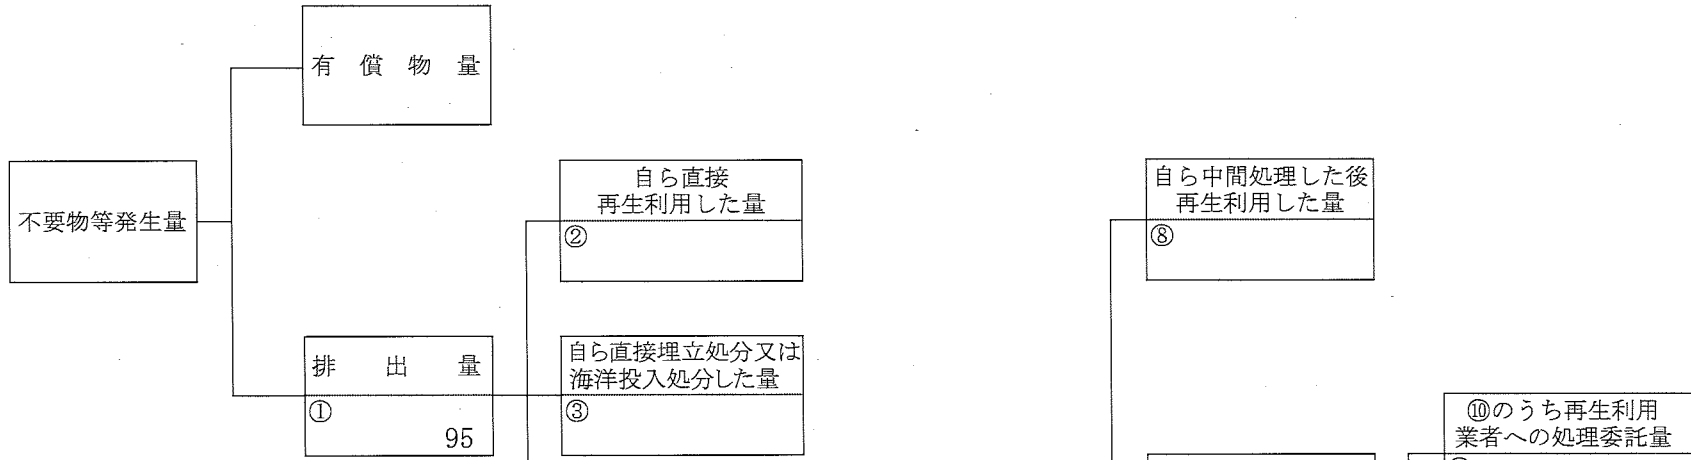 有償物量
不要物等発生量
自ら直接
再生利用した量
②
自ら中間処理した後
再生利用した量
⑧
排出量
①
95
自ら直接埋立処分又は
海洋投入処分した量
③
⑩のうち再生利用
業者への処理委託量